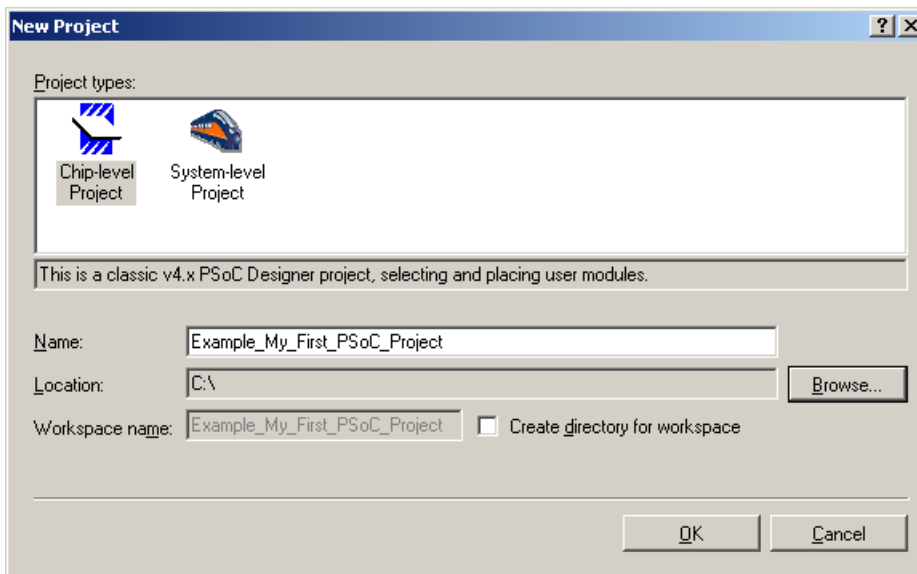 New Project
Project types:
Chip-level
Project
System-level
Project
This is a classic v4.x PSoC Designer project, selecting and placing user modules.
Name: Example_My_First_PSoC_Project
Location: C:\ Browse...
Workspace name: Example_My_First_PSoC_Project Create directory for workspace
OK Cancel